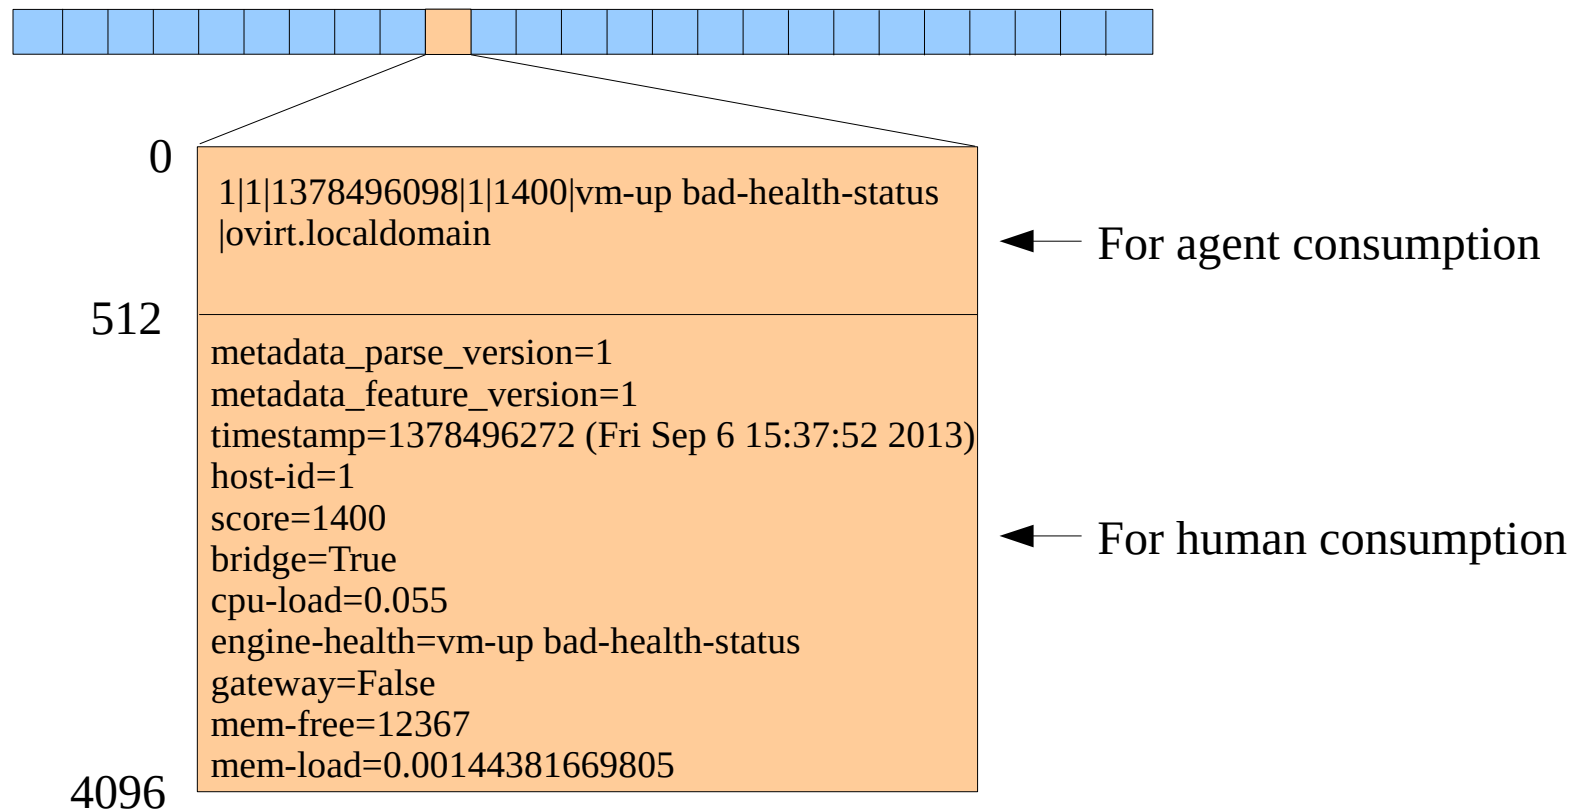 0
1|1|1378496098|1|1400|vm-up bad-health-status
|ovirt.localdomain
For agent consumption
512
metadata_parse_version=1
metadata_feature_version=1
timestamp=1378496272 (Fri Sep 6 15:37:52 2013)
host-id=1
score=1400
bridge=True
For human consumption
cpu-load=0.055
engine-health=vm-up bad-health-status
gateway=False
mem-free=12367
mem-load=0.00144381669805
4096